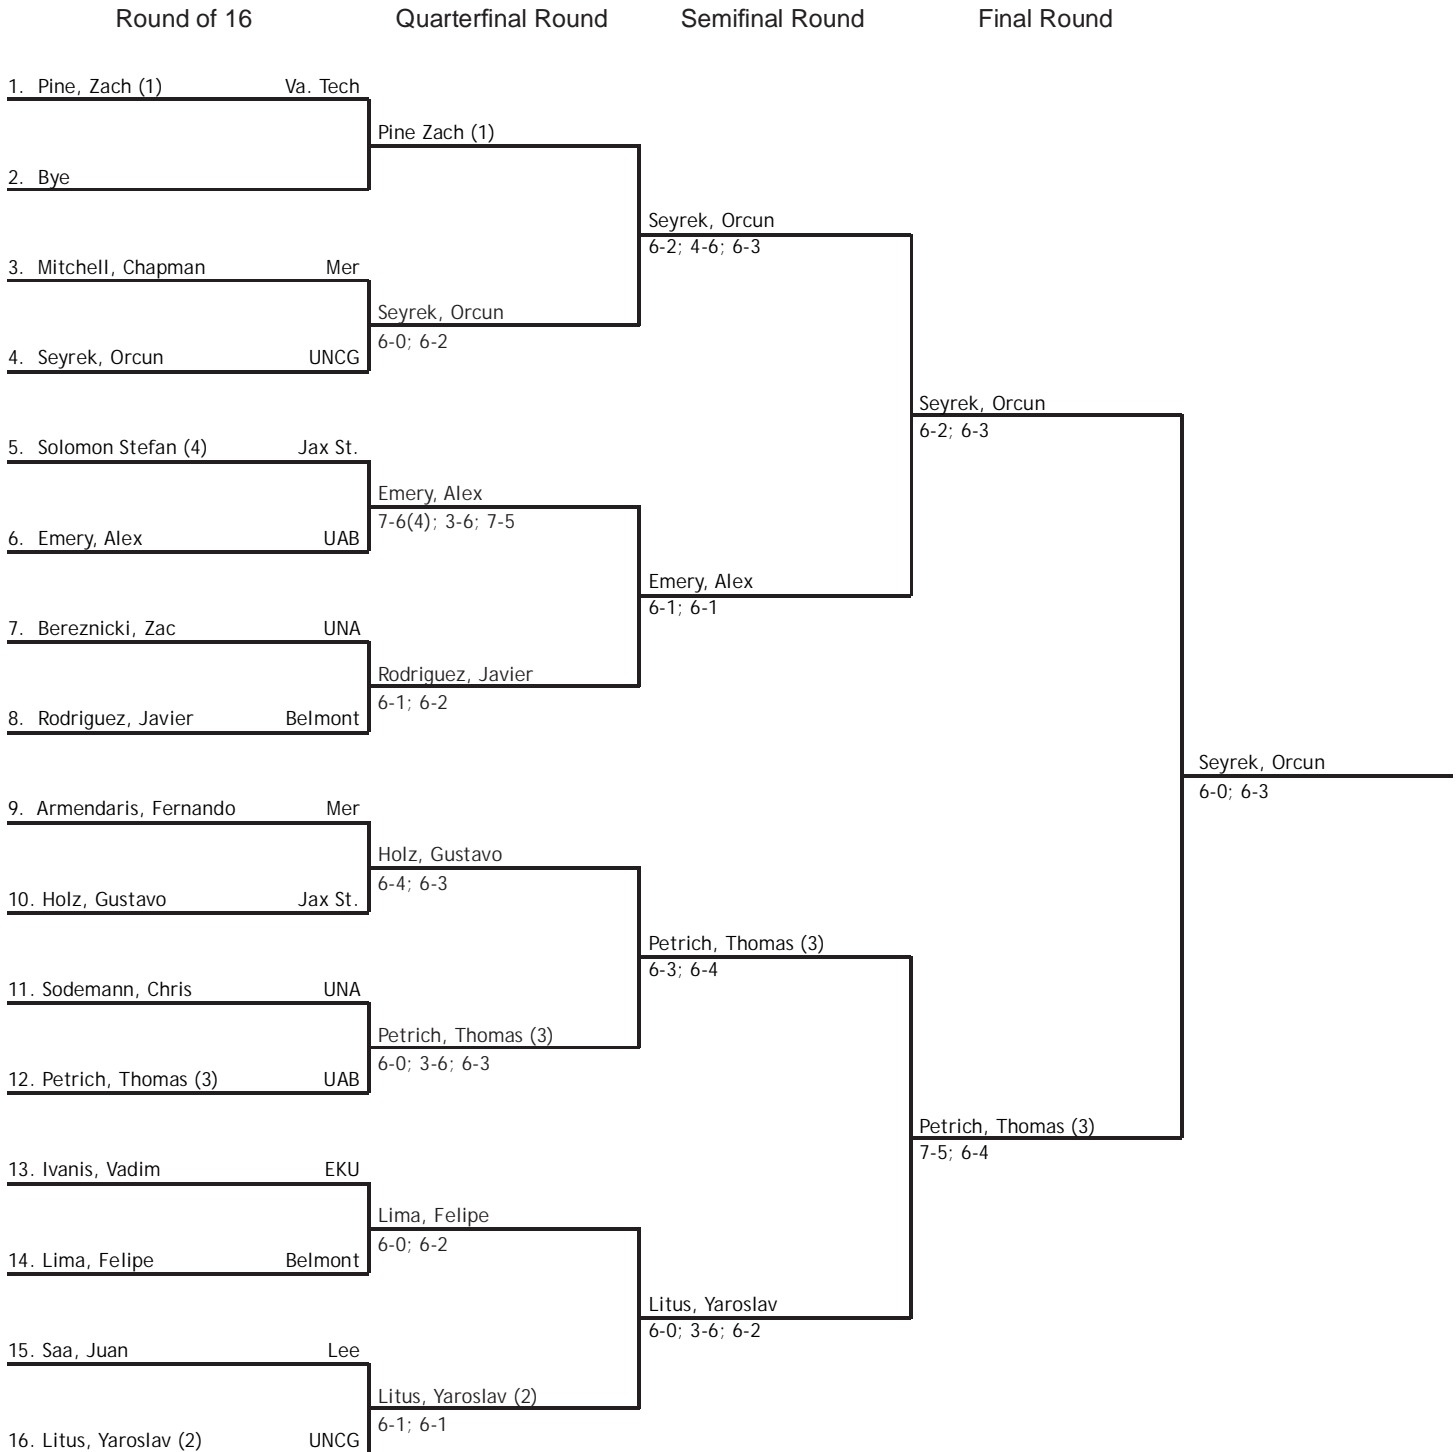 Round of 16 Quarterfinal Round Semifinal Round Final Round
1. Pine, Zach (1) Va. Tech
Pine Zach (1)
2. Bye
Seyrek, Orcun
6-2; 4-6; 6-3
3. Mitchell, Chapman Mer
Seyrek, Orcun
6-0; 6-2
4. Seyrek, Orcun UNCG
Seyrek, Orcun
6-2; 6-3
5. Solomon Stefan (4) Jax St.
Emery, Alex
7-6(4); 3-6; 7-5
6. Emery, Alex UAB
Emery, Alex
6-1; 6-1
7. Bereznicki, Zac UNA
Rodriguez, Javier
6-1; 6-2
8. Rodriguez, Javier Belmont
Seyrek, Orcun
6-0; 6-3
9. Armendaris, Fernando Mer
Holz, Gustavo
6-4; 6-3
10. Holz, Gustavo Jax St.
Petrich, Thomas (3)
6-3; 6-4
11. Sodemann, Chris UNA
Petrich, Thomas (3)
6-0; 3-6; 6-3
12. Petrich, Thomas (3) UAB
Petrich, Thomas (3)
7-5; 6-4
13. Ivanis, Vadim EKU
Lima, Felipe
6-0; 6-2
14. Lima, Felipe Belmont
Litus, Yaroslav
6-0; 3-6; 6-2
15. Saa, Juan Lee
Litus, Yaroslav (2)
6-1; 6-1
16. Litus, Yaroslav (2) UNCG